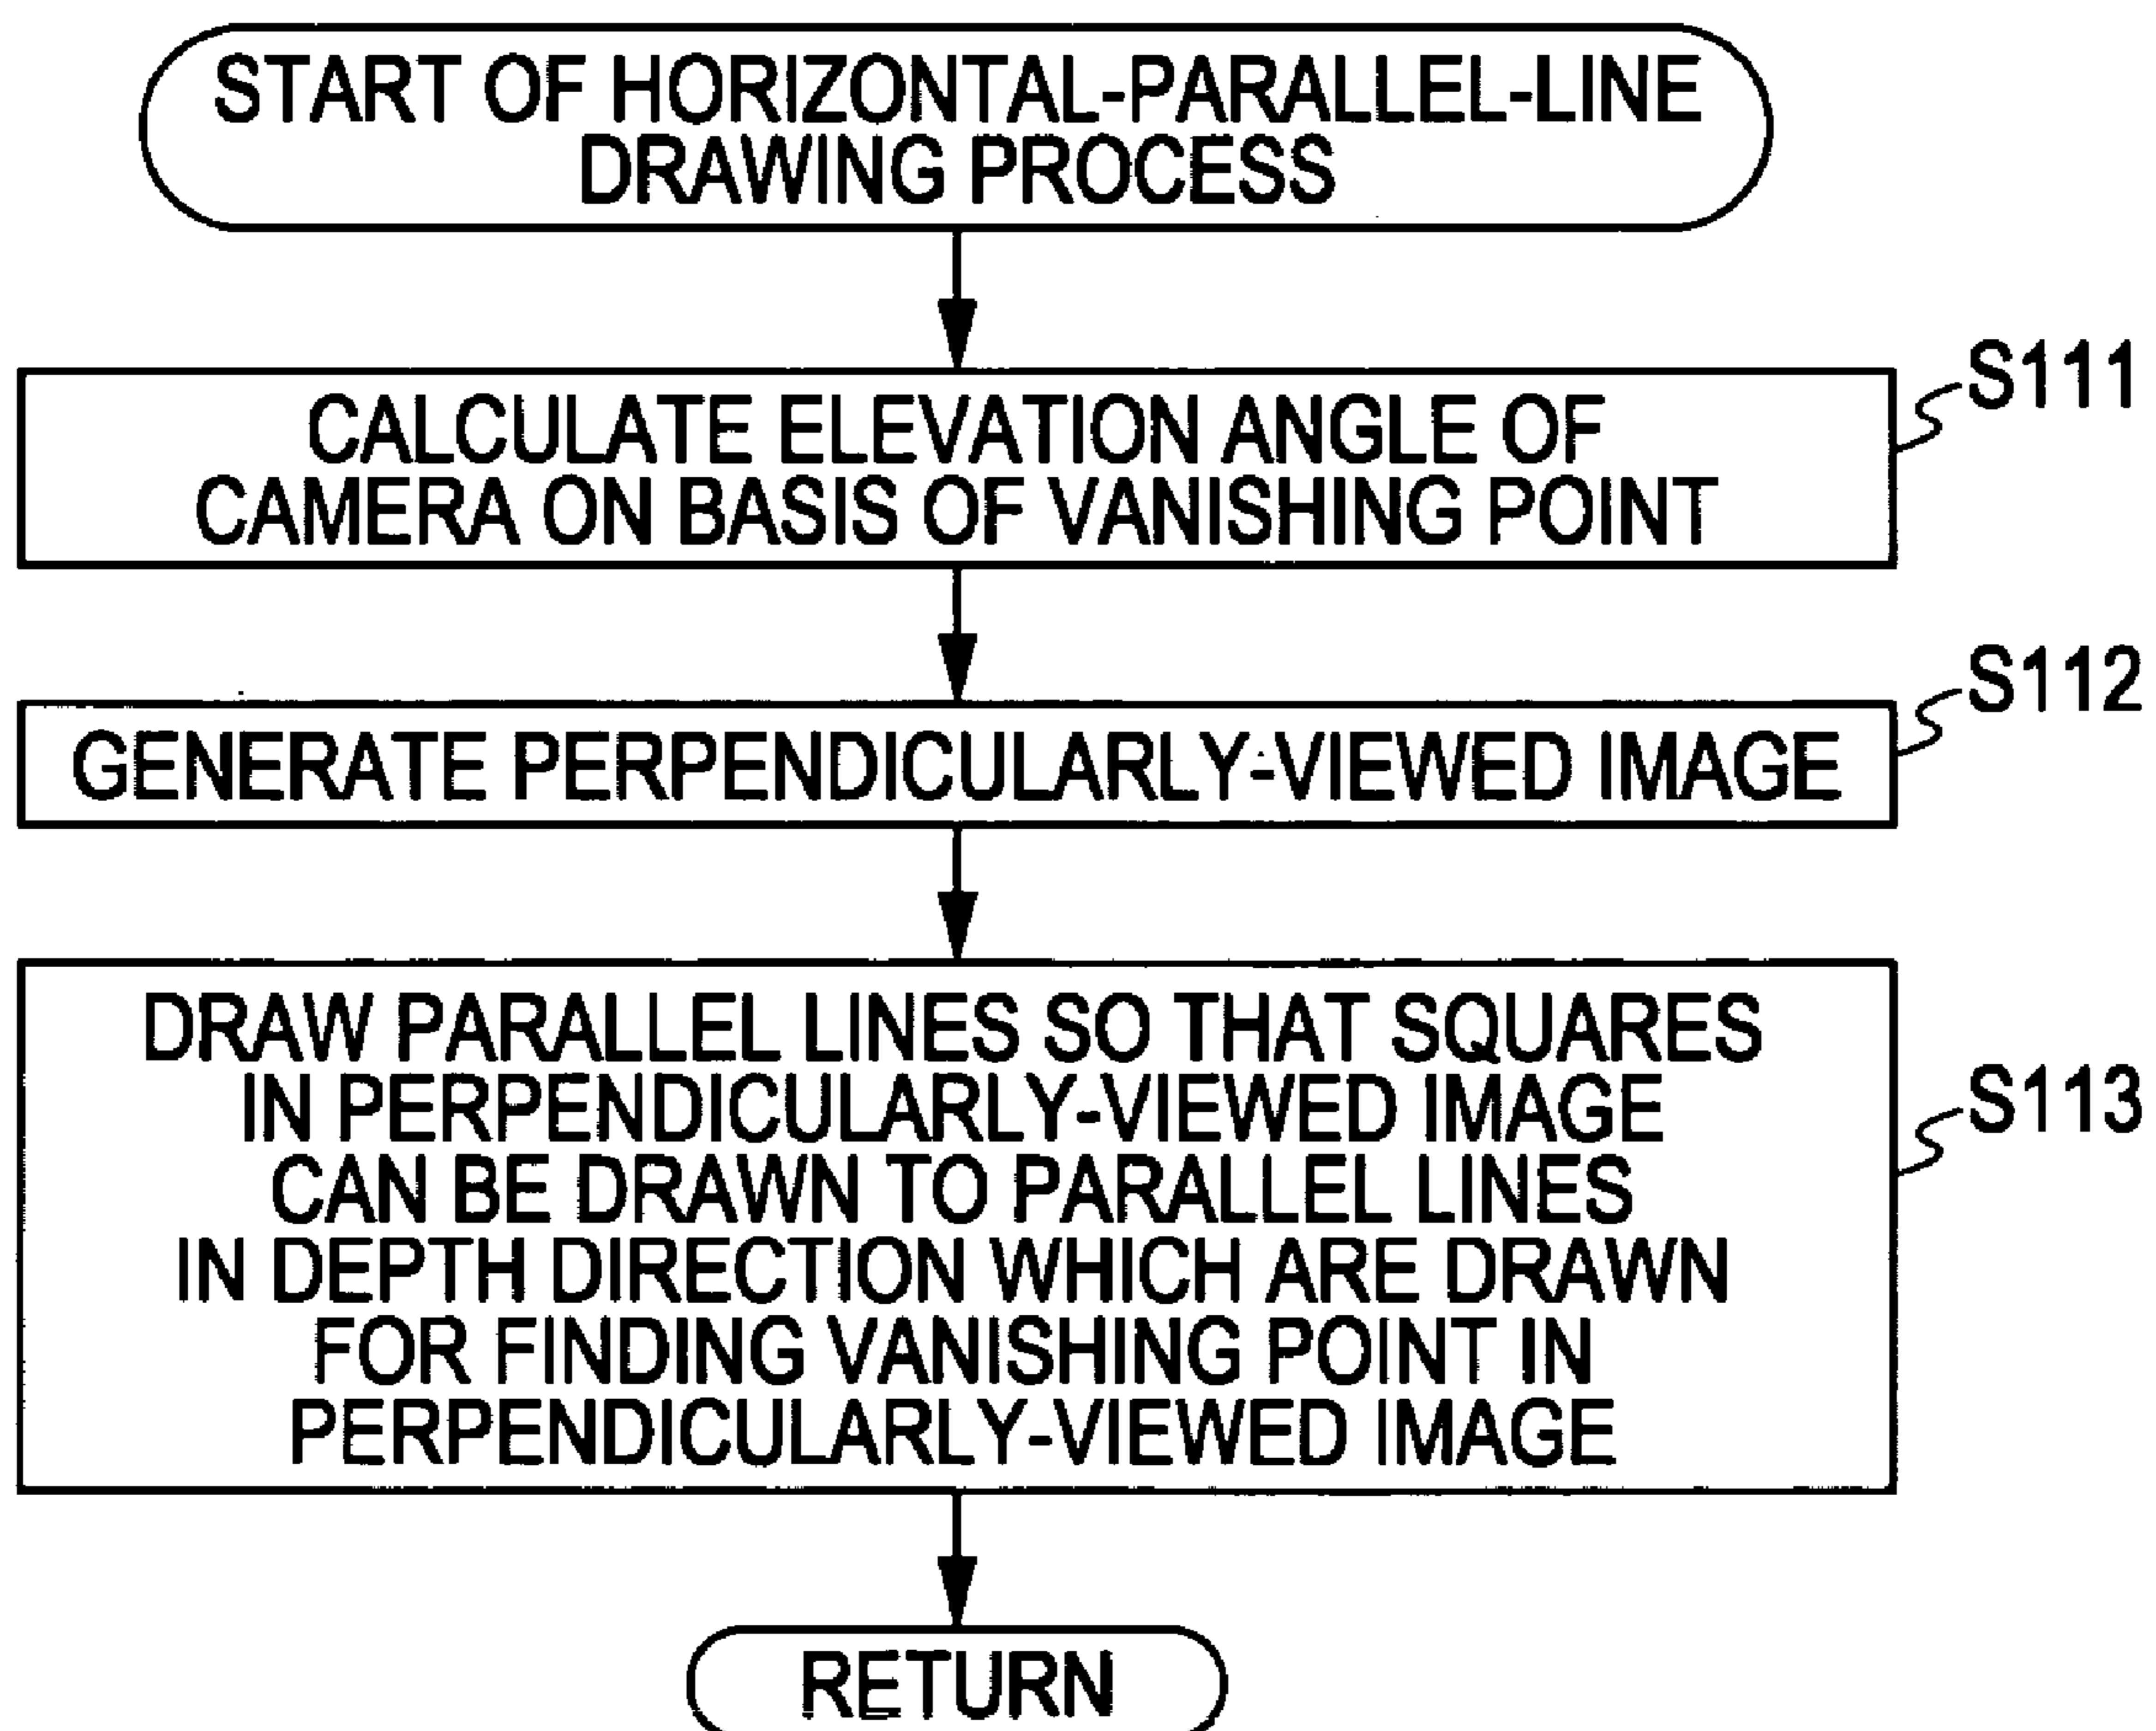 START OF HORIZONTAL-PARALLEL-LINE
DRAWING PROCESS
S111
CALCULATE ELEVATION ANGLE OF
CAMERA ON BASIS OF VANISHING POINT
S112
GENERATE PERPENDICULARLY-VIEWED IMAGE
S113
DRAW PARALLEL LINES SO THAT SQUARES
IN PERPENDICULARLY-VIEWED IMAGE
CAN BE DRAWN TO PARALLEL LINES
IN DEPTH DIRECTION WHICH ARE DRAWN
FOR FINDING VANISHING POINT IN
PERPENDICULARLY-VIEWED IMAGE
RETURN